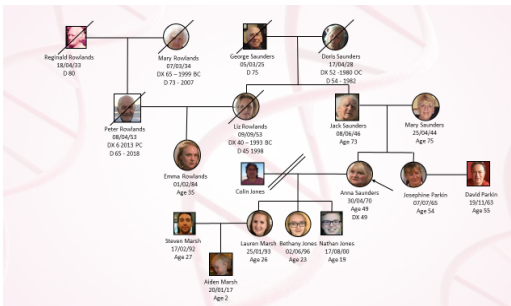 Reginald Rowlands
18/04/33
D 80
Mary Rowlands
07/03/34
DX 65 – 1999 BC
D 73 - 2007
George Saunders
05/03/25
D 75
Doris Saunders
17/04/28
DX 52 -1980 OC
D 54 - 1982
Peter Rowlands
08/04/53
DX 6 2013 PC
D 65 - 2018
Liz Rowlands
09/09/53
DX 40 – 1993 BC
D 45 1998
Jack Saunders
08/06/46
Age 73
Mary Saunders
25/04/44
Age 75
Emma Rowlands
01/02/84
Age 35
Colin Jones
Anna Saunders
30/04/70
Age 49
DX 49
Josephine Parkin
07/07/65
Age 54
David Parkin
19/11/63
Age 55
Steven Marsh
17/02/92
Age 27
Lauren Marsh
25/01/93
Age 26
Bethany Jones
02/06/96
Age 23
Nathan Jones
17/08/00
Age 19
Aiden Marsh
20/01/17
Age 2